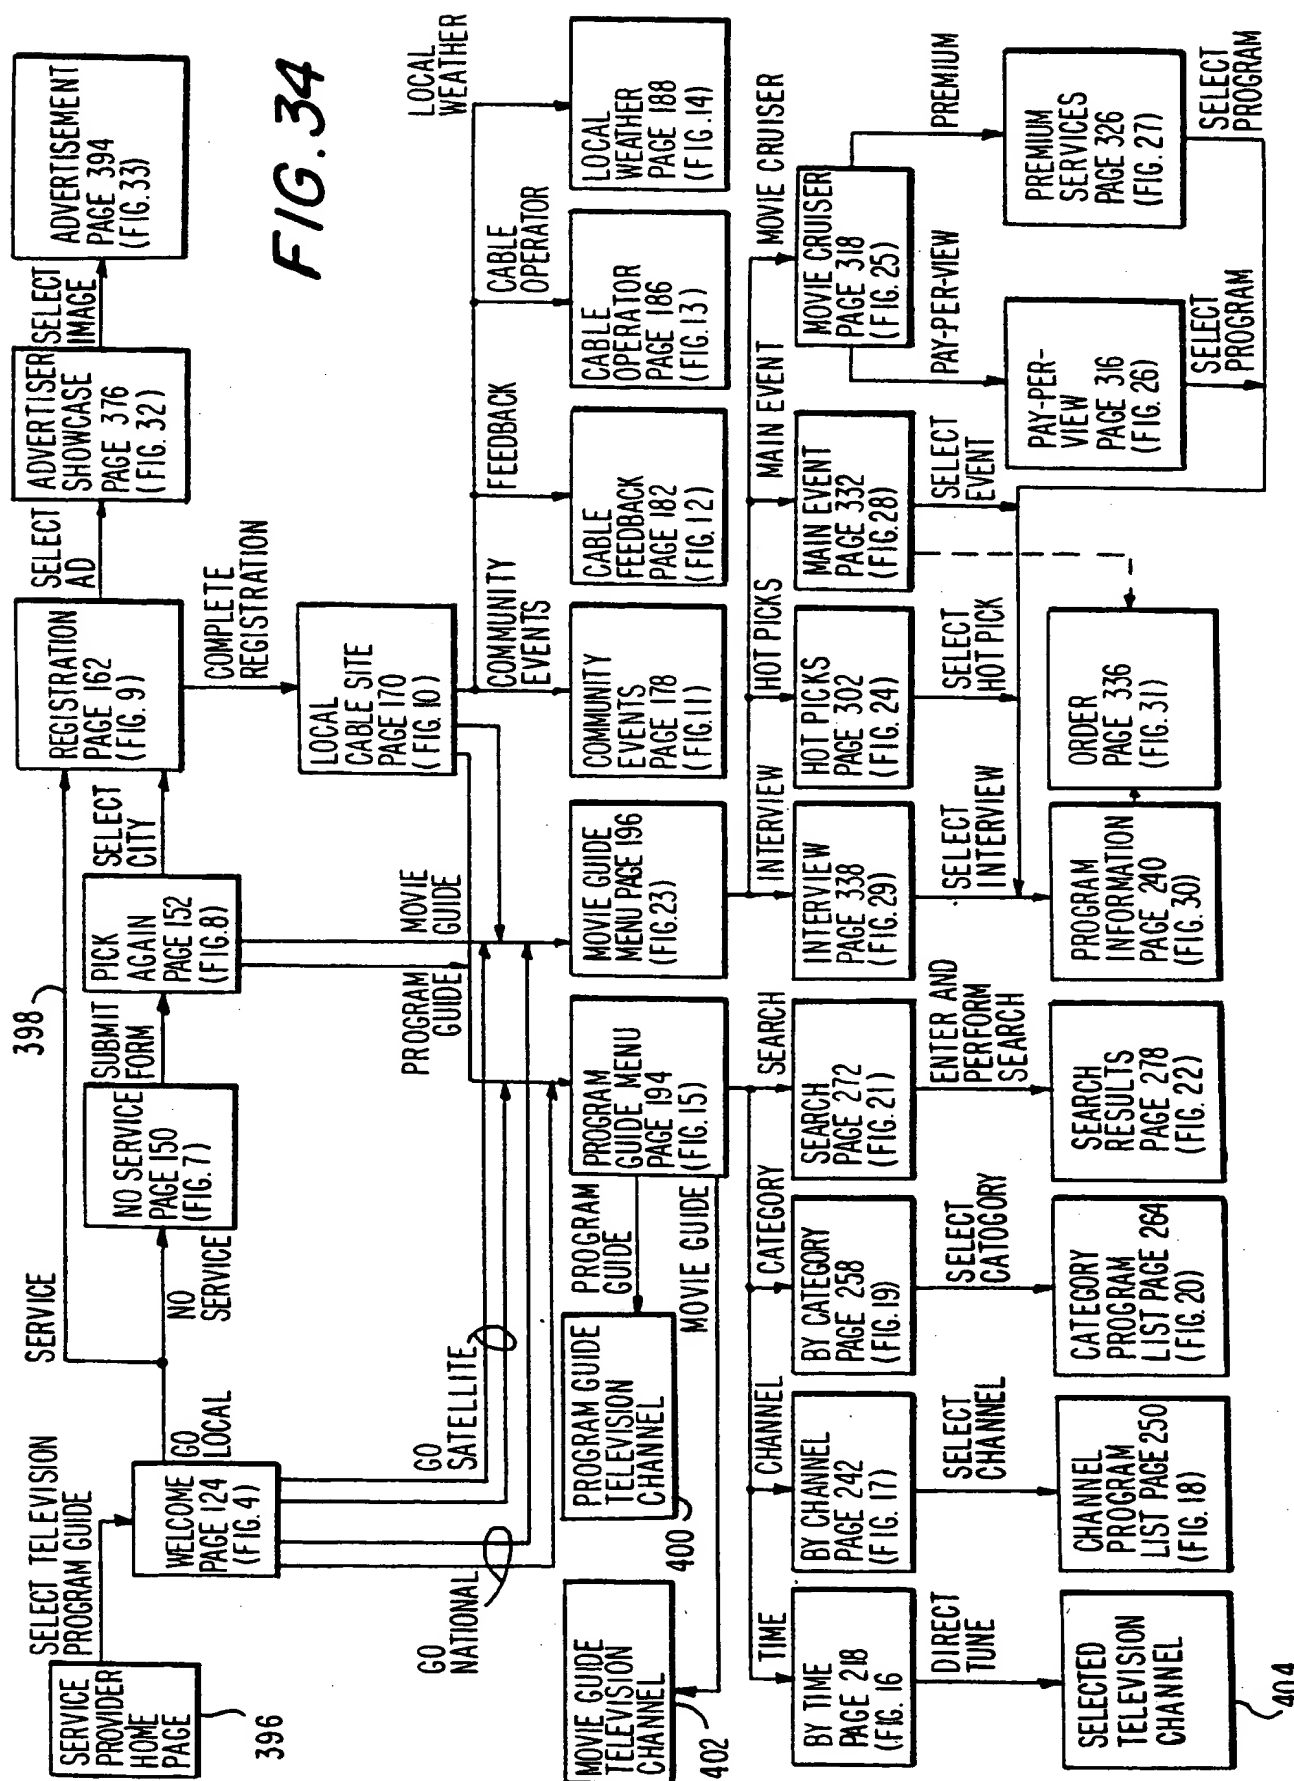 FIG. 34
SERVICE
PROVIDER
HOME
PAGE
396
SELECT TELEVISION
PROGRAM GUIDE
WELCOME
PAGE 124
(FIG. 4)
GO
LOCAL
SERVICE
NO
SERVICE
398
NO SERVICE
PAGE 150
(FIG. 7)
SUBMIT
FORM
PICK
AGAIN
PAGE 152
(FIG. 8)
SELECT
CITY
REGISTRATION
PAGE 162
(FIG. 9)
SELECT
AD
ADVERTISER
SHOWCASE
PAGE 376
(FIG. 32)
SELECT
IMAGE
ADVERTISEMENT
PAGE 394
(FIG. 33)
COMPLETE
REGISTRATION
LOCAL
CABLE SITE
PAGE 170
(FIG. 10)
GO
NATIONAL
GO
SATELLITE
PROGRAM
GUIDE
MOVIE
GUIDE
COMMUNITY
EVENTS
FEEDBACK
CABLE
OPERATOR
LOCAL
WEATHER
MOVIE GUIDE
TELEVISION
CHANNEL
402
PROGRAM GUIDE
TELEVISION
CHANNEL
400
PROGRAM
GUIDE
MOVIE GUIDE
PROGRAM
GUIDE MENU
PAGE 194
(FIG. 15)
MOVIE GUIDE
MENU PAGE 196
(FIG. 23)
COMMUNITY
EVENTS
PAGE 178
(FIG. 11)
CABLE
FEEDBACK
PAGE 182
(FIG. 12)
CABLE
OPERATOR
PAGE 186
(FIG. 13)
LOCAL
WEATHER
PAGE 188
(FIG. 14)
TIME
CHANNEL
CATEGORY
SEARCH
INTERVIEW
HOT PICKS
MAIN EVENT
MOVIE CRUISER
BY TIME
PAGE 218
(FIG. 16
BY CHANNEL
PAGE 242
(FIG. 17)
BY CATEGORY
PAGE 258
(FIG. 19)
SEARCH
PAGE 272
(FIG. 21)
INTERVIEW
PAGE 338
(FIG. 29)
HOT PICKS
PAGE 302
(FIG. 24)
MAIN EVENT
PAGE 332
(FIG. 28)
MOVIE CRUISER
PAGE 318
(FIG. 25)
DIRECT
TUNE
SELECT
CHANNEL
SELECT
CATOGORY
ENTER AND
PERFORM
SEARCH
SELECT
INTERVIEW
SELECT
HOT PICK
SELECT
EVENT
PAY-PER-VIEW
PREMIUM
SELECTED
TELEVISION
CHANNEL
404
CHANNEL
PROGRAM
LIST PAGE 250
(FIG. 18)
CATEGORY
PROGRAM
LIST PAGE 264
(FIG. 20)
SEARCH
RESULTS
PAGE 278
(FIG. 22)
PROGRAM
INFORMATION
PAGE 240
(FIG. 30)
ORDER
PAGE 336
(FIG. 31)
PAY-PER-
VIEW
PAGE 316
(FIG. 26)
PREMIUM
SERVICES
PAGE 326
(FIG. 27)
SELECT
PROGRAM
SELECT
PROGRAM